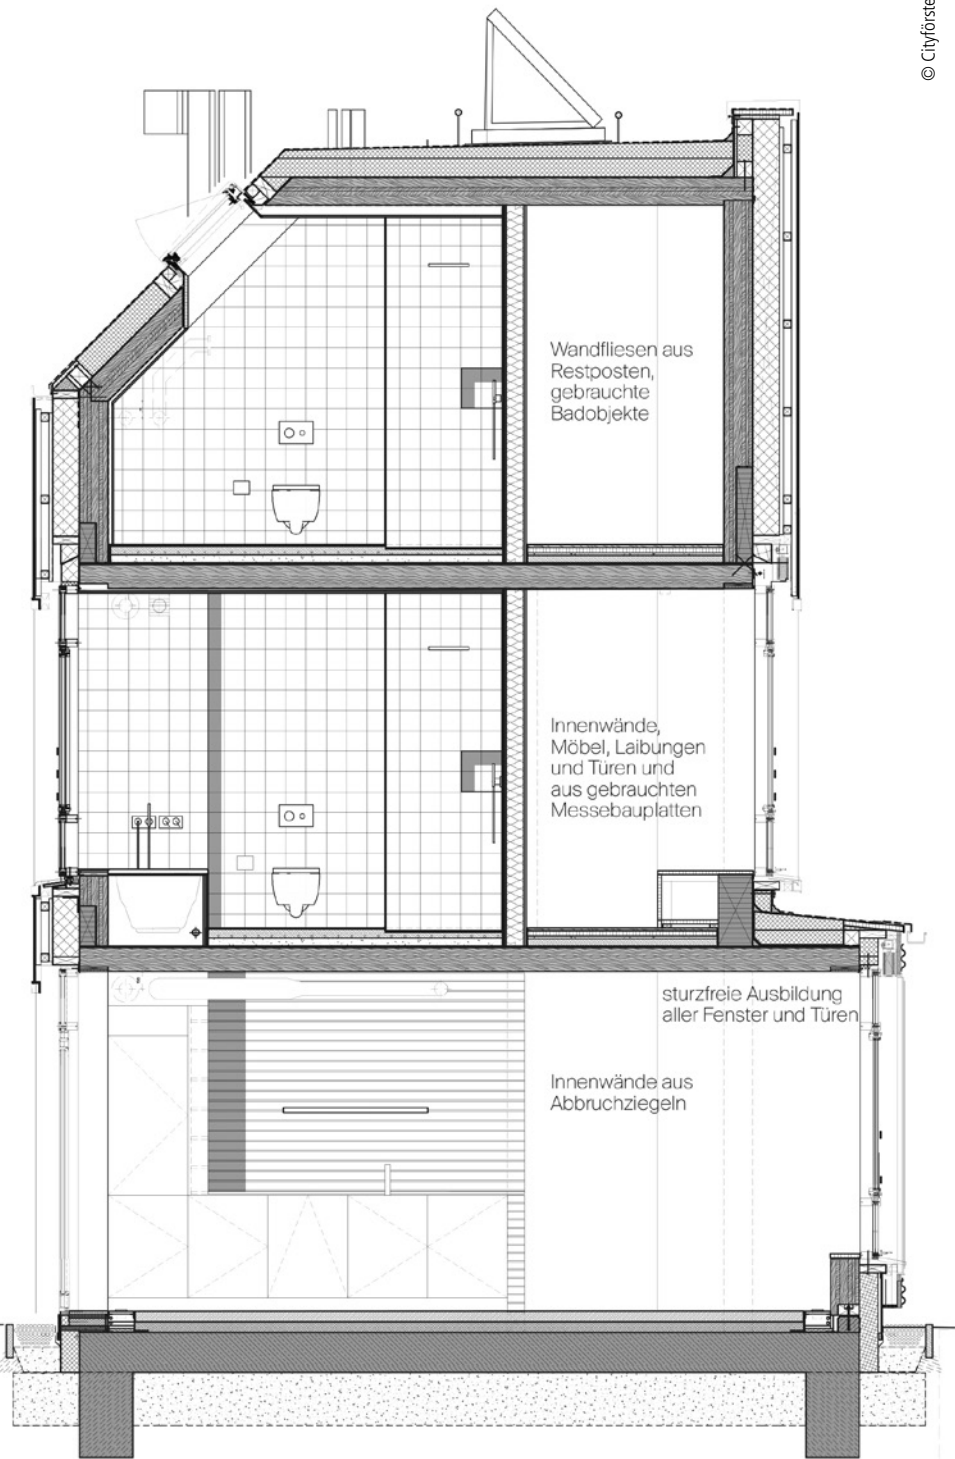 © Cityförste
Wandfliesen aus
Restposten,
gebrauchte
Badobjekte
Innenwände,
Möbel, Laibungen
und Türen und
aus gebrauchten
Messebauplatten
sturzfreie Ausbildung
aller Fenster und Türen
Innenwände aus
Abbruchziegeln